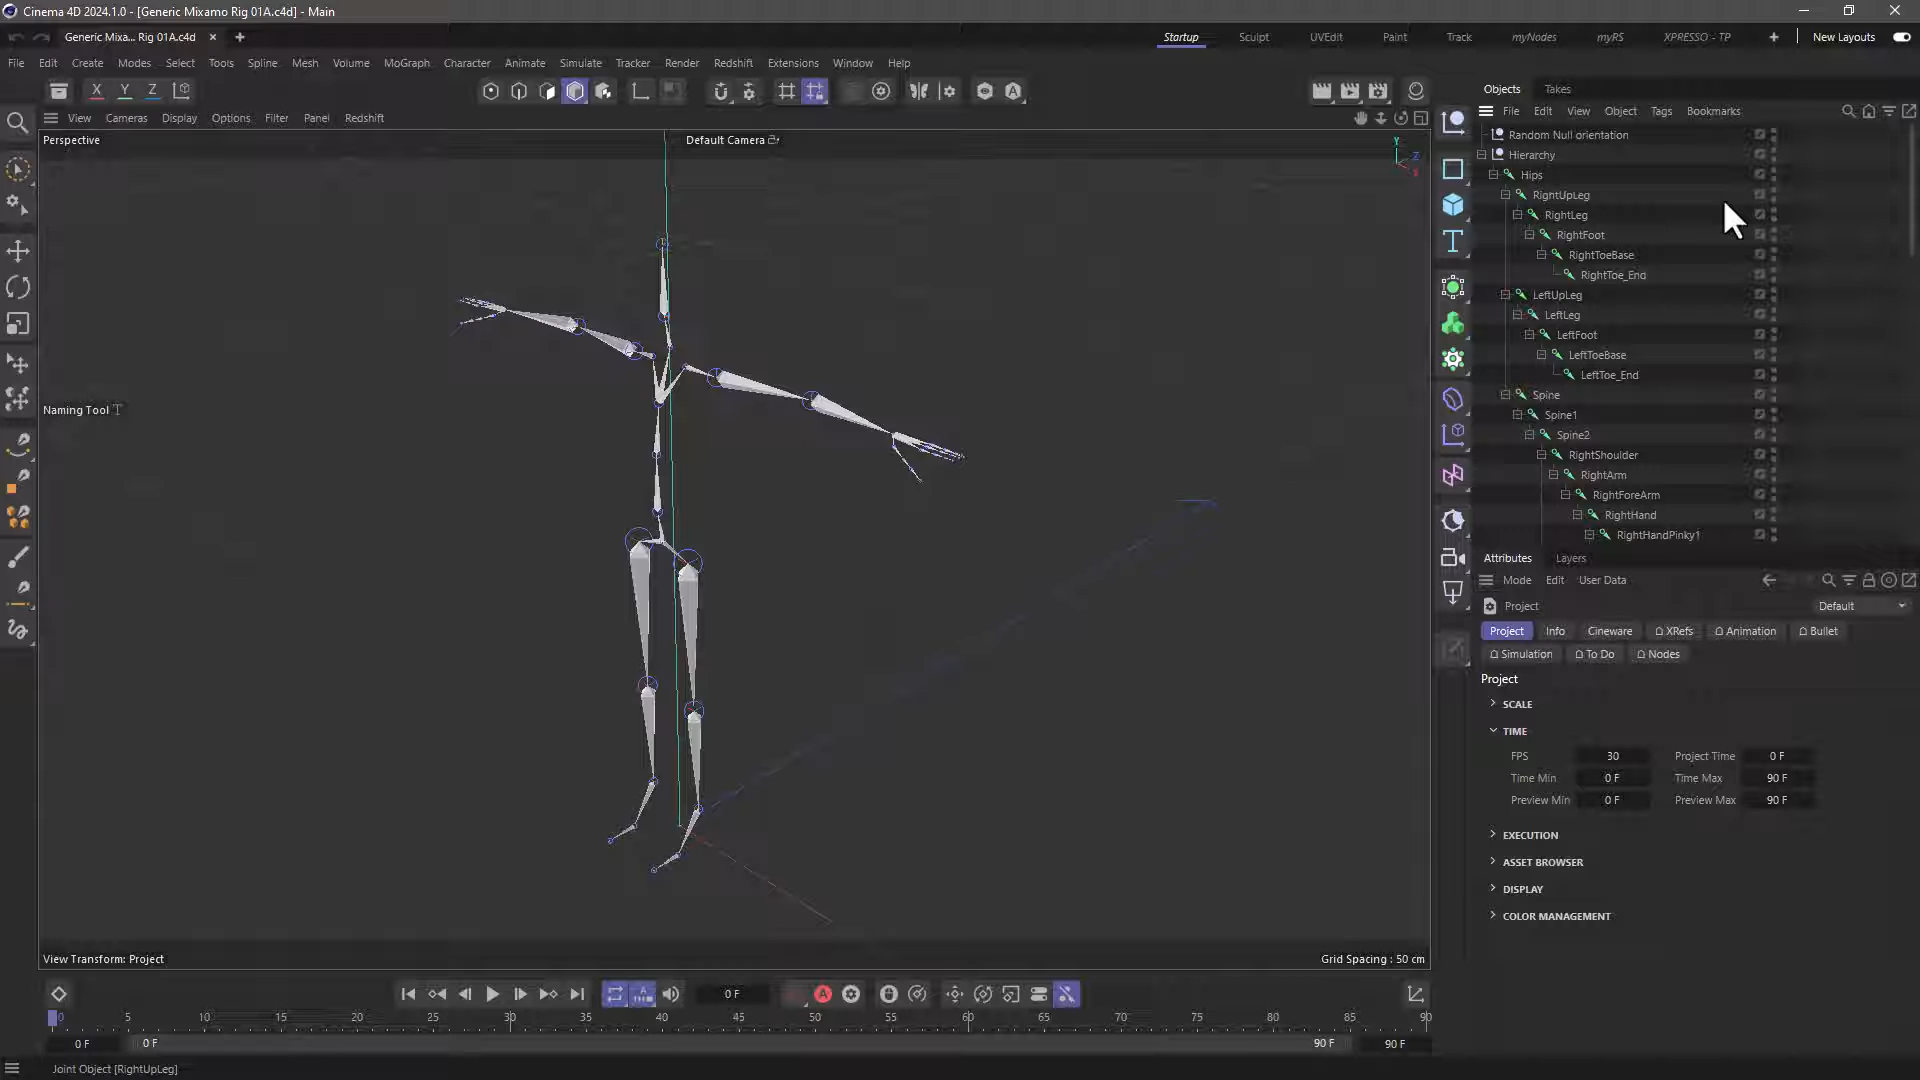 Cinema 4D 2024.1.0 - [Generic Mixamo Rig 01A.c4d] - Main
Generic Mixa... Rig 01A.c4d
Startup Sculpt UVEdit Paint Track myNodes myRS XPRESSO - TP New Layouts
File Edit Create Modes Select Tools Spline Mesh Volume MoGraph Character Animate Simulate Tracker Render Redshift Extensions Window Help
X Y Z
Objects Takes
File Edit View Object Tags Bookmarks
View Cameras Display Options Filter Panel Redshift
Perspective
Default Camera
Random Null orientation
Hierarchy
Hips
RightUpLeg
RightLeg
RightFoot
RightToeBase
RightToe_End
LeftUpLeg
LeftLeg
LeftFoot
LeftToeBase
LeftToe_End
Spine
Spine1
Spine2
RightShoulder
RightArm
RightForeArm
RightHand
RightHandPinky1
Naming Tool
Attributes Layers
Mode Edit User Data
Project
Default
Project Info Cineware XRefs Animation Bullet
Simulation To Do Nodes
Project
SCALE
TIME
FPS 30 Project Time 0 F
Time Min 0 F Time Max 90 F
Preview Min 0 F Preview Max 90 F
EXECUTION
ASSET BROWSER
DISPLAY
COLOR MANAGEMENT
View Transform: Project
Grid Spacing : 50 cm
0 F
0 5 10 15 20 25 30 35 40 45 50 55 60 65 70 75 80 85 90
0 F 0 F 90 F 90 F
Joint Object [RightUpLeg]